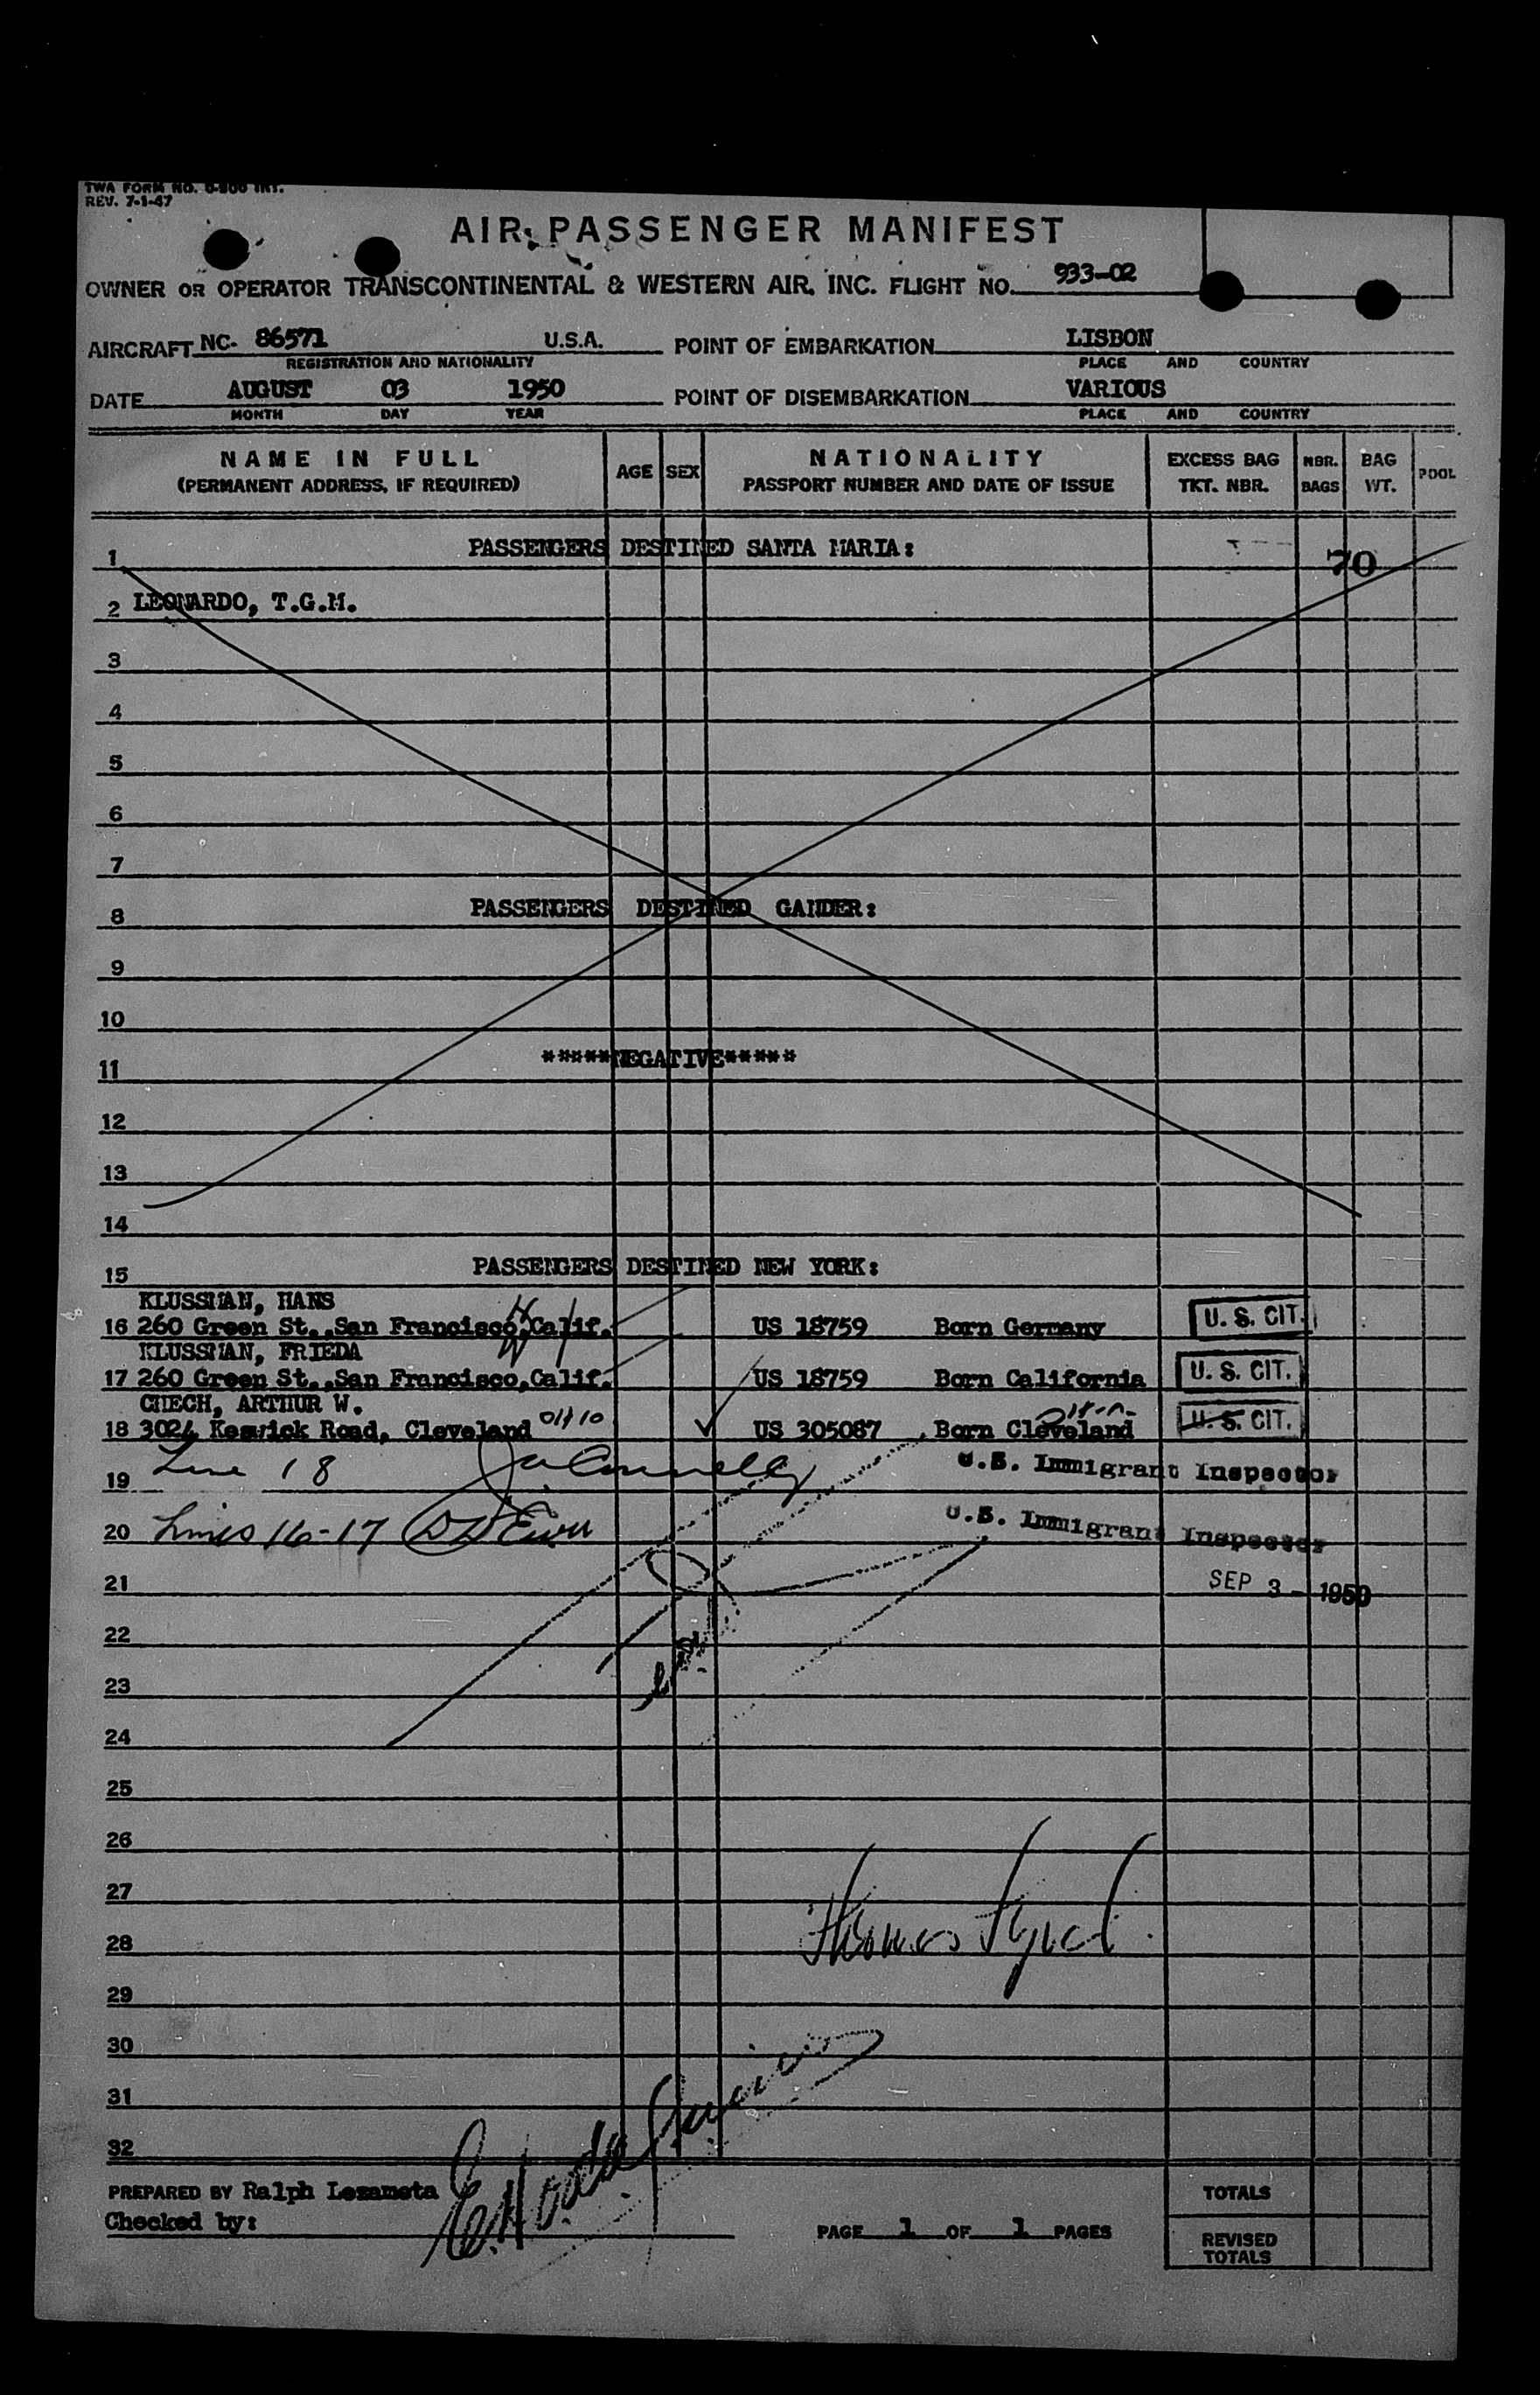 TWA FORM NO. O-800 INT.
REV. 7-1-47
AIR PASSENGER MANIFEST
OWNER OR OPERATOR TRANSCONTINENTAL & WESTERN AIR, INC. FLIGHT NO. 933-02
AIRCRAFT NC- 86571 U.S.A. POINT OF EMBARKATION LISBON
REGISTRATION AND NATIONALITY PLACE AND COUNTRY
DATE AUGUST 03 1950 POINT OF DISEMBARKATION VARIOUS
MONTH DAY YEAR PLACE AND COUNTRY
NAME IN FULL AGE SEX NATIONALITY EXCESS BAG NBR. BAG POOL
(PERMANENT ADDRESS, IF REQUIRED) PASSPORT NUMBER AND DATE OF ISSUE TKT. NBR. BAGS WT.
1 PASSENGERS DESTINED SANTA MARIA: 70
2 LEONARDO, T.G.M.
3
4
5
6
7
8 PASSENGERS DESTINED GANDER:
9
10
11 *****NEGATIVE*****
12
13
14
15 PASSENGERS DESTINED NEW YORK:
KLUSSMAN, HANS
16 260 Green St.,San Francisco,Calif. US 18759 Born Germany U. S. CIT.
KLUSSMAN, FRIEDA
17 260 Green St.,San Francisco,Calif. US 18759 Born California U. S. CIT.
CHECH, ARTHUR W.
18 3024 Keswick Road, Cleveland US 305087 Born Cleveland U. S. CIT.
19 Line 18 U.S. Immigrant Inspector
20 Lines 16-17 U.S. Immigrant Inspector
21 SEP 3 - 1950
22
23
24
25
26
27
28 Thomas
29
30
31
32
PREPARED BY Ralph Lezameta TOTALS
Checked by: PAGE 1 OF 1 PAGES REVISED
TOTALS